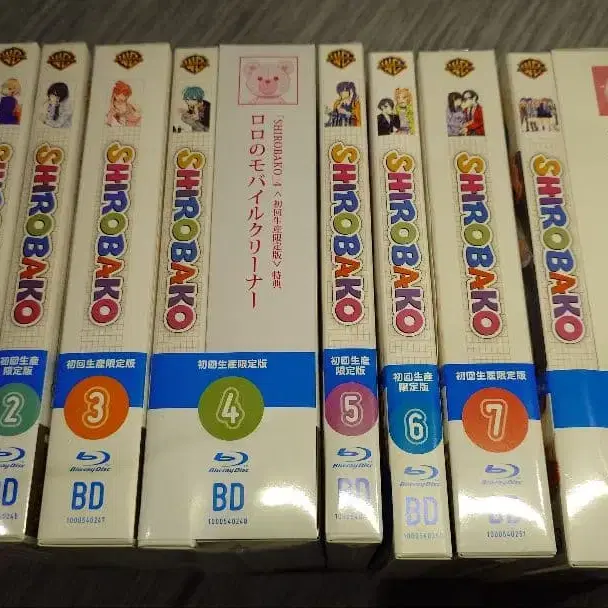 SHIROBAKO
初回生産
限定版
2
Blu-ray Disc
BD
SHIROBAKO
初回生産限定版
3
Blu-ray Disc
BD
1000540247
SHIROBAKO
SHIROBAKO 4 <初回生産限定版> 特典
ロロのモバイルクリーナー
初回生産限定版
4
Blu-ray Disc
BD
1000540248
SHIROBAKO
初回生産
限定版
5
Blu-ray Disc
BD
SHIROBAKO
初回生産
限定版
6
Blu-ray Disc
BD
SHIROBAKO
初回生産限定版
7
Blu-ray Disc
BD
1000540251
SHIROBAKO